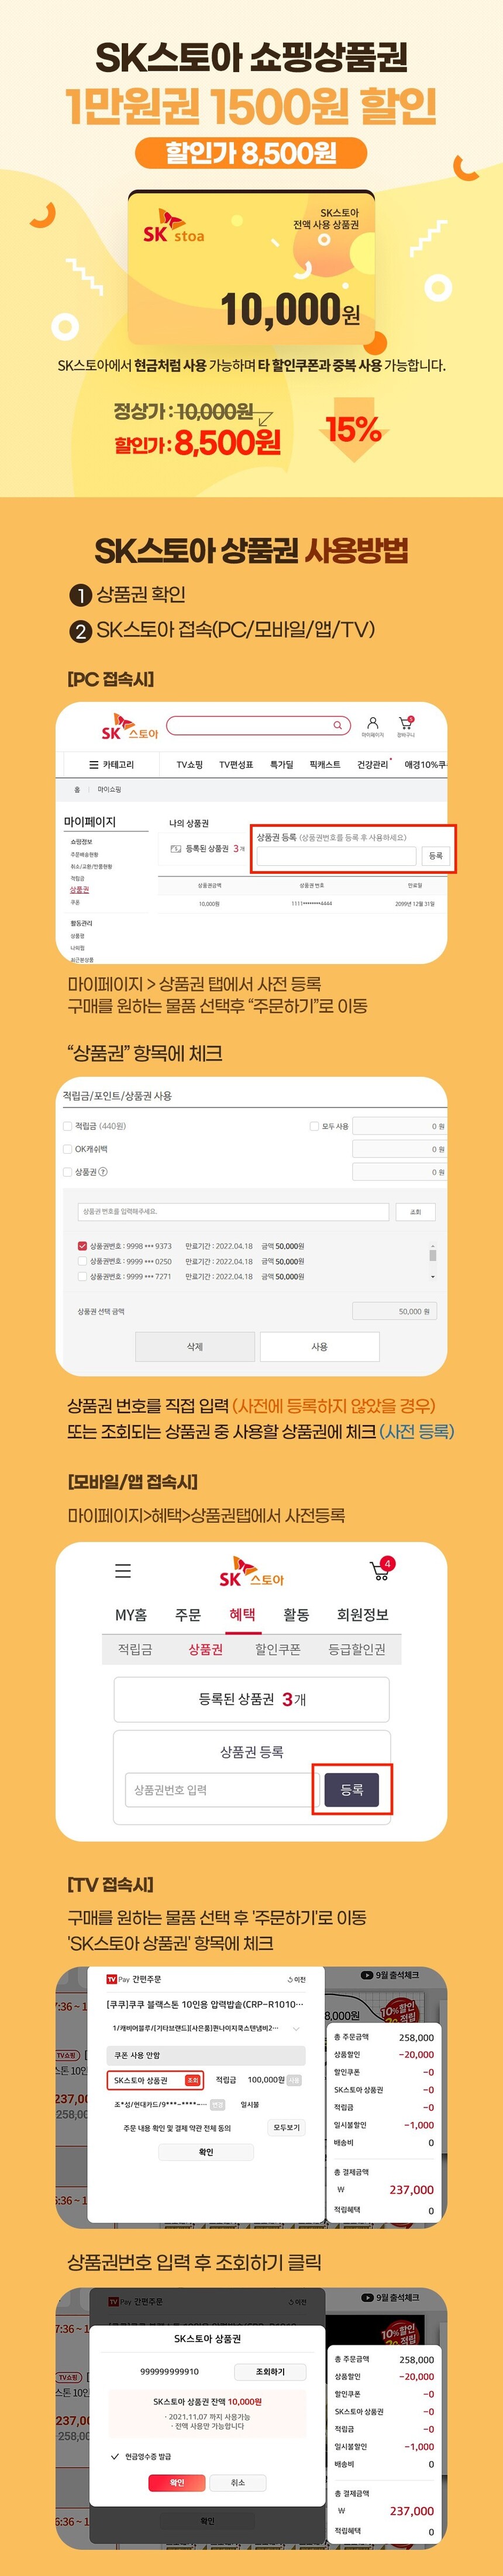 SK스토아 쇼핑상품권
1만원권 1500원 할인
할인가 8,500원
SK stoa
SK스토아
전액 사용 상품권
10,000원
SK스토아에서 현금처럼 사용 가능하며 타 할인쿠폰과 중복 사용 가능합니다.
정상가 : 10,000원
할인가 : 8,500원
15%
SK스토아 상품권 사용방법
1 상품권 확인
2 SK스토아 접속(PC/모바일/앱/TV)
[PC 접속시]
SK스토아
마이페이지
장바구니
카테고리 TV쇼핑 TV편성표 특가딜 픽캐스트 건강관리 애경10%쿠
홈 | 마이쇼핑
마이페이지
쇼핑정보
주문배송현황
취소/교환/반품현황
적립금
상품권
쿠폰
활동관리
상품평
나의찜
최근본상품
나의 상품권
등록된 상품권 3개
상품권 등록 (상품권번호를 등록 후 사용하세요)
등록
상품권금액 상품권 번호 만료일
10,000원 1111********4444 2099년 12월 31일
마이페이지 > 상품권 탭에서 사전 등록
구매를 원하는 물품 선택후 “주문하기”로 이동
“상품권” 항목에 체크
적립금/포인트/상품권 사용
적립금 (440원) 모두 사용 0 원
OK캐쉬백 0 원
상품권 ? 0 원
상품권 번호를 입력해주세요. 조회
상품권번호 : 9998 *** 9373 만료기간 : 2022.04.18 금액 50,000원
상품권번호 : 9999 *** 0250 만료기간 : 2022.04.18 금액 50,000원
상품권번호 : 9999 *** 7271 만료기간 : 2022.04.18 금액 50,000원
상품권 선택 금액 50,000 원
삭제 사용
상품권 번호를 직접 입력 (사전에 등록하지 않았을 경우)
또는 조회되는 상품권 중 사용할 상품권에 체크 (사전 등록)
[모바일/앱 접속시]
마이페이지>혜택>상품권탭에서 사전등록
SK스토아
4
MY홈 주문 혜택 활동 회원정보
적립금 상품권 할인쿠폰 등급할인권
등록된 상품권 3개
상품권 등록
상품권번호 입력 등록
[TV 접속시]
구매를 원하는 물품 선택 후 '주문하기'로 이동
'SK스토아 상품권' 항목에 체크
TV Pay 간편주문
이전
9월 출석체크
[쿠쿠]쿠쿠 블랙스톤 10인용 압력밥솥(CRP-R1010···
1/캐비어블루/[기타브랜드][사은품]퀸나이지쿡스텐냄비2···
쿠폰 사용 안함
SK스토아 상품권 조회 적립금 100,000원 사용
조*성/현대카드/9***-****-··· 변경 일시불
주문 내용 확인 및 결제 약관 전체 동의 모두보기
확인
총 주문금액 258,000
상품할인 -20,000
할인쿠폰 -0
SK스토아 상품권 -0
적립금 -0
일시불할인 -1,000
배송비 0
총 결제금액
₩ 237,000
적립혜택 0
상품권번호 입력 후 조회하기 클릭
TV Pay 간편주문
이전
9월 출석체크
SK스토아 상품권
999999999910 조회하기
SK스토아 상품권 잔액 10,000원
· 2021.11.07 까지 사용가능
· 전액 사용만 가능합니다
현금영수증 발급
확인 취소
확인
총 주문금액 258,000
상품할인 -20,000
할인쿠폰 -0
SK스토아 상품권 -0
적립금 -0
일시불할인 -1,000
배송비 0
총 결제금액
₩ 237,000
적립혜택 0